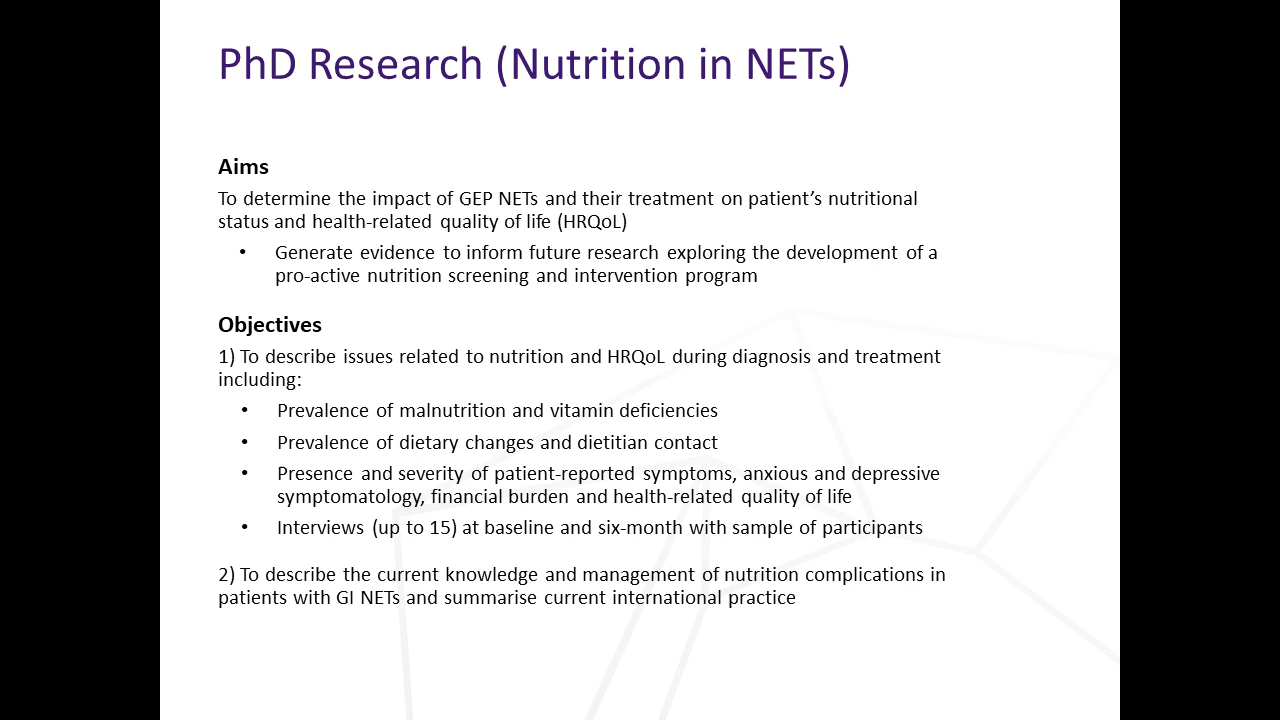 PhD Research (Nutrition in NETs)
Aims
To determine the impact of GEP NETs and their treatment on patient’s nutritional
status and health-related quality of life (HRQoL)
• Generate evidence to inform future research exploring the development of a
pro-active nutrition screening and intervention program
Objectives
1) To describe issues related to nutrition and HRQoL during diagnosis and treatment
including:
• Prevalence of malnutrition and vitamin deficiencies
• Prevalence of dietary changes and dietitian contact
• Presence and severity of patient-reported symptoms, anxious and depressive
symptomatology, financial burden and health-related quality of life
• Interviews (up to 15) at baseline and six-month with sample of participants
2) To describe the current knowledge and management of nutrition complications in
patients with GI NETs and summarise current international practice